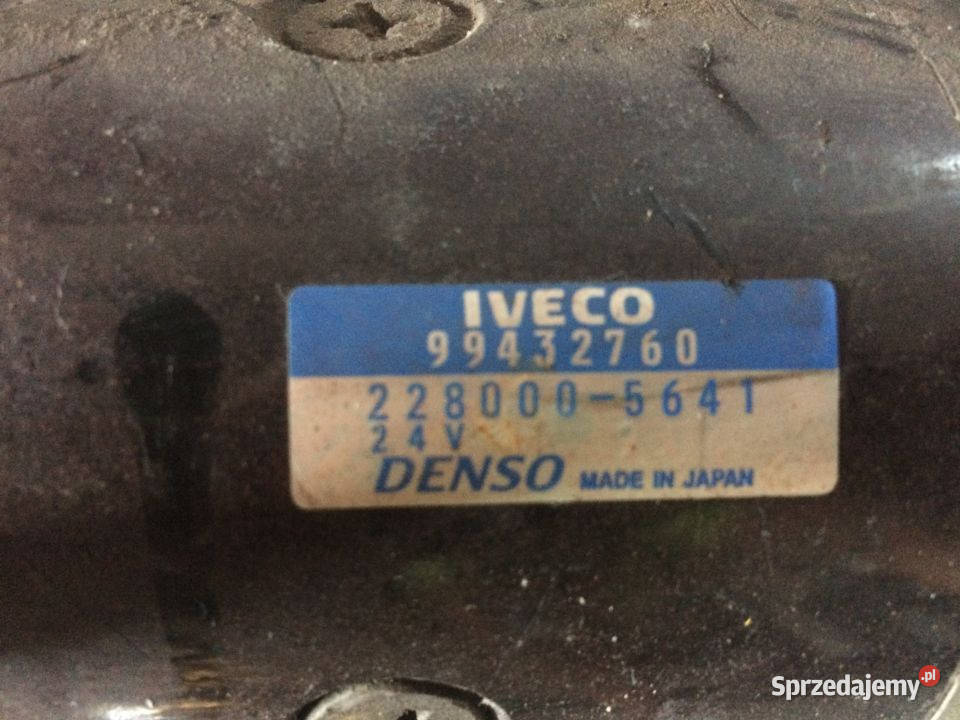 IVECO
99432760
228000-5641
24V
DENSO MADE IN JAPAN
Sprzedajemy.pl